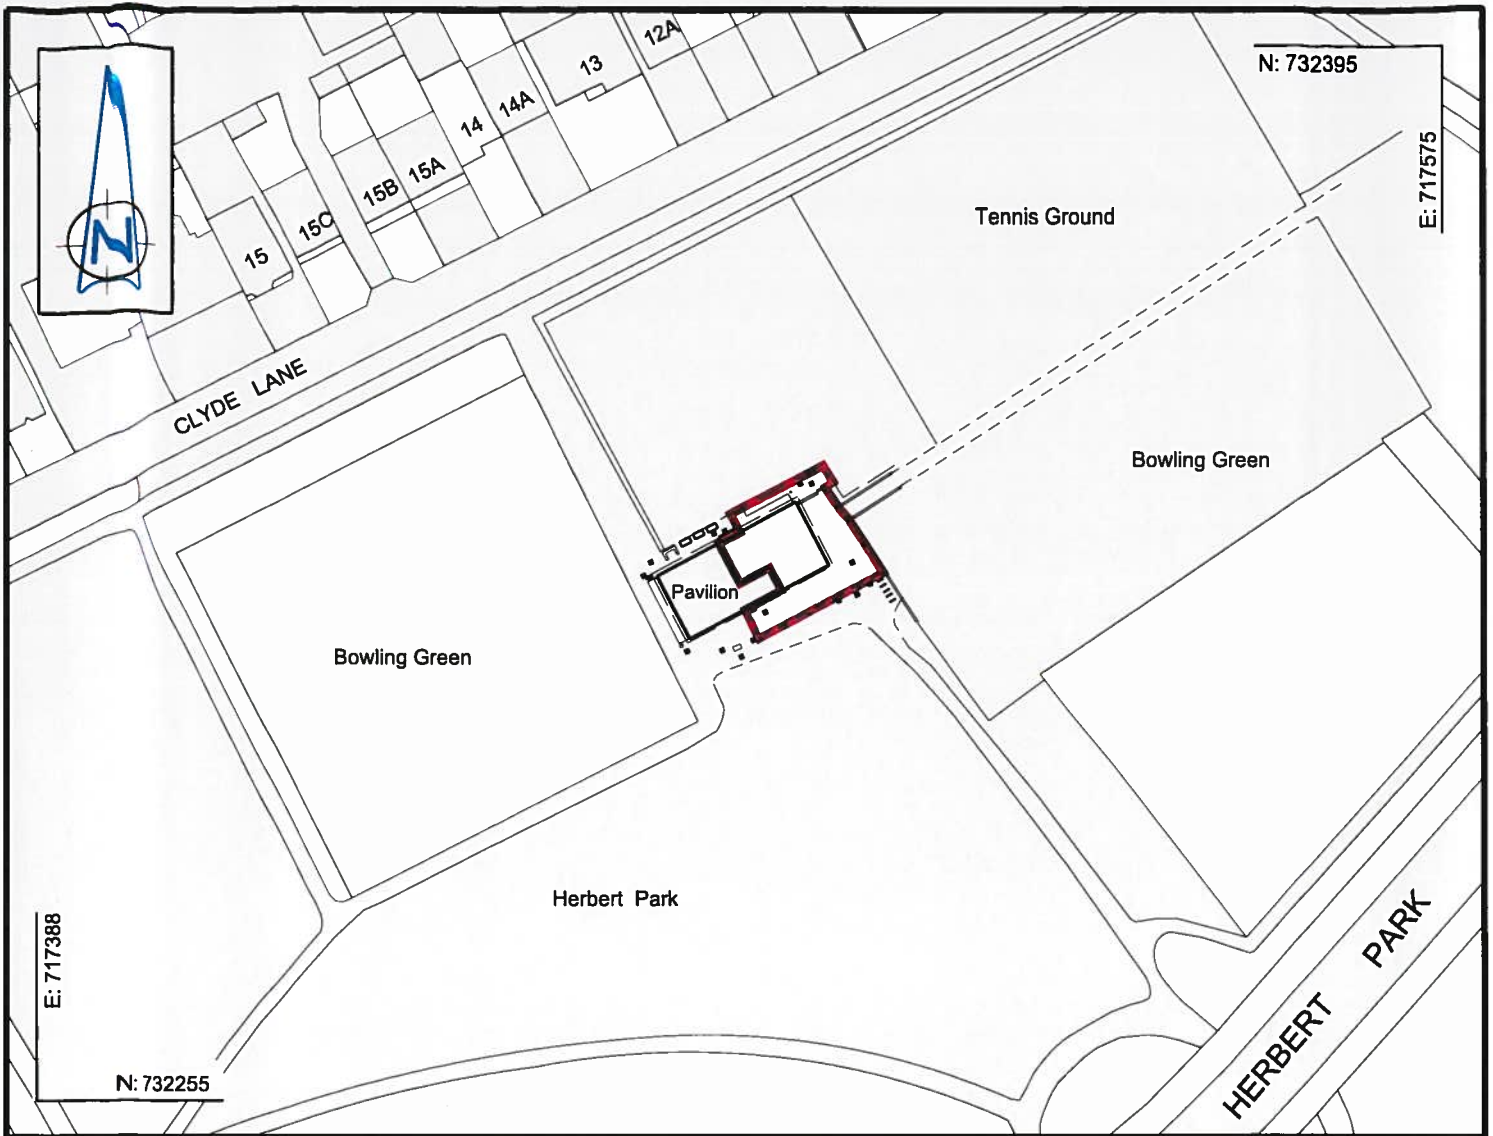 12A
13
14A
14
15A
15B
15C
15
N: 732395
E: 717575
N
Tennis Ground
CLYDE LANE
Bowling Green
Pavilion
Bowling Green
Herbert Park
HERBERT PARK
E: 717388
N: 732255